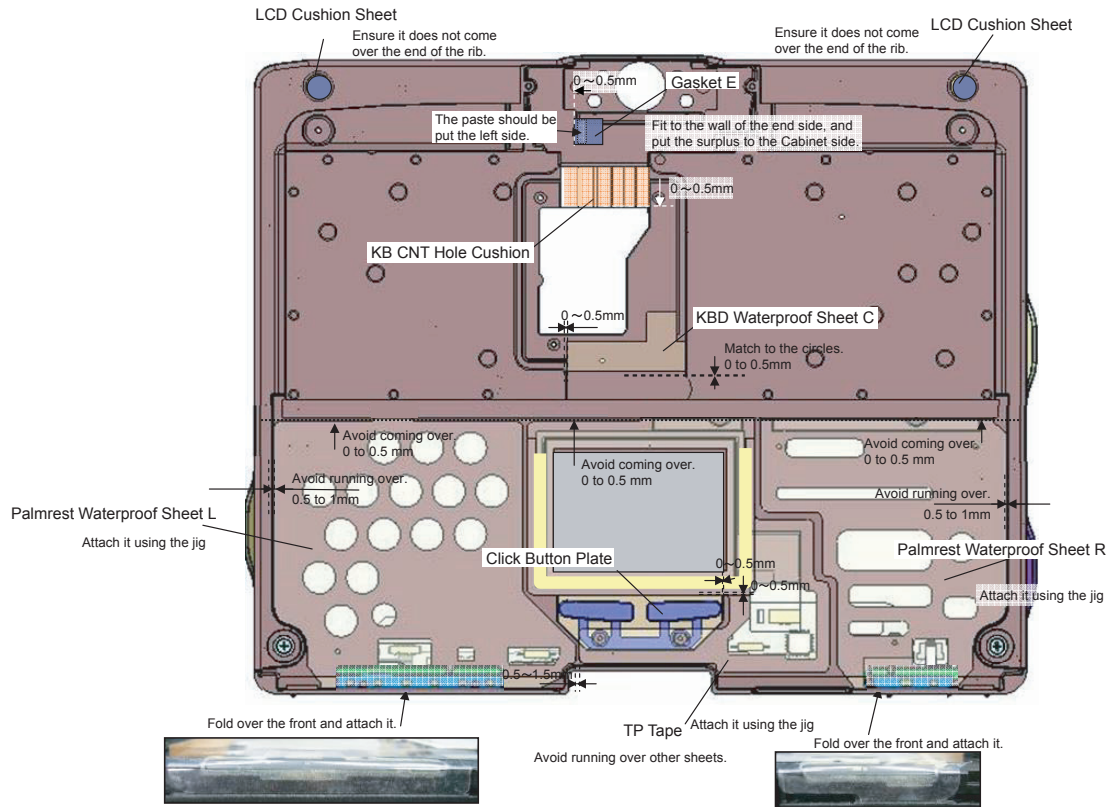 LCD Cushion Sheet
Ensure it does not come
over the end of the rib.
LCD Cushion Sheet
Ensure it does not come
over the end of the rib.
0～0.5mm
Gasket E
The paste should be
put the left side.
Fit to the wall of the end side, and
put the surplus to the Cabinet side.
0～0.5mm
KB CNT Hole Cushion
0～0.5mm
KBD Waterproof Sheet C
Match to the circles.
0 to 0.5mm
Avoid coming over.
0 to 0.5 mm
Avoid coming over.
0 to 0.5 mm
Avoid coming over.
0 to 0.5 mm
Avoid running over.
0.5 to 1mm
Avoid running over.
0.5 to 1mm
Palmrest Waterproof Sheet L
Attach it using the jig
Click Button Plate
0～0.5mm
0～0.5mm
Palmrest Waterproof Sheet R
Attach it using the jig
0.5～1.5mm
Fold over the front and attach it.
TP Tape
Attach it using the jig
Avoid running over other sheets.
Fold over the front and attach it.